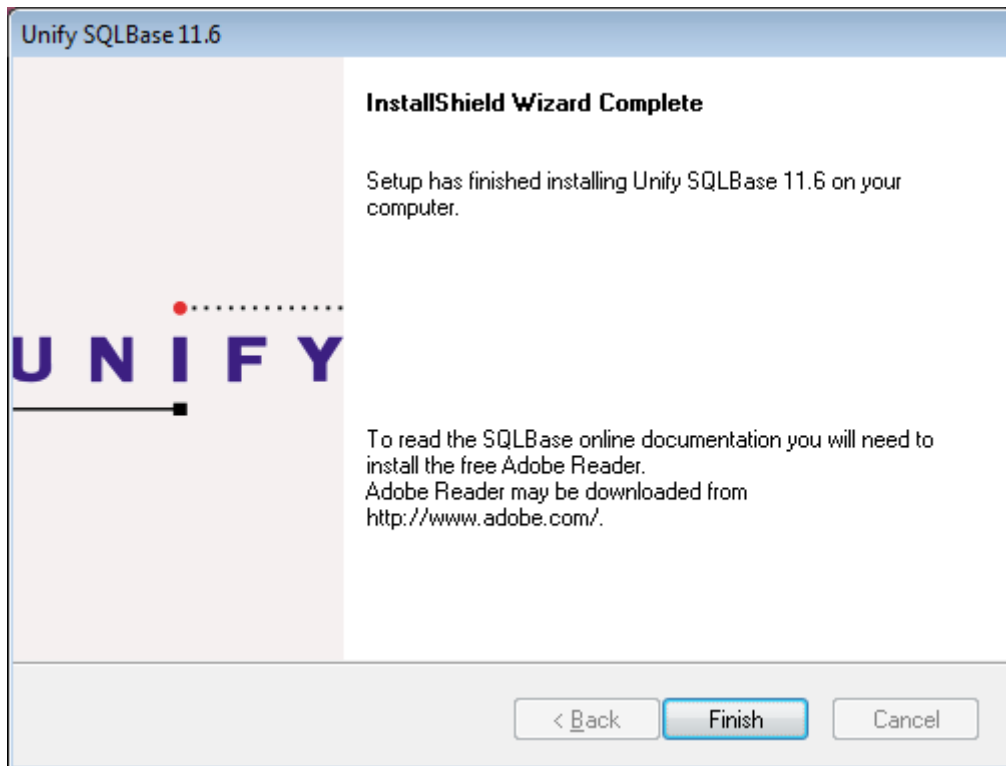 Unify SQLBase 11.6
InstallShield Wizard Complete
Setup has finished installing Unify SQLBase 11.6 on your
computer.
UNIFY
To read the SQLBase online documentation you will need to
install the free Adobe Reader.
Adobe Reader may be downloaded from
http://www.adobe.com/.
< Back Finish Cancel